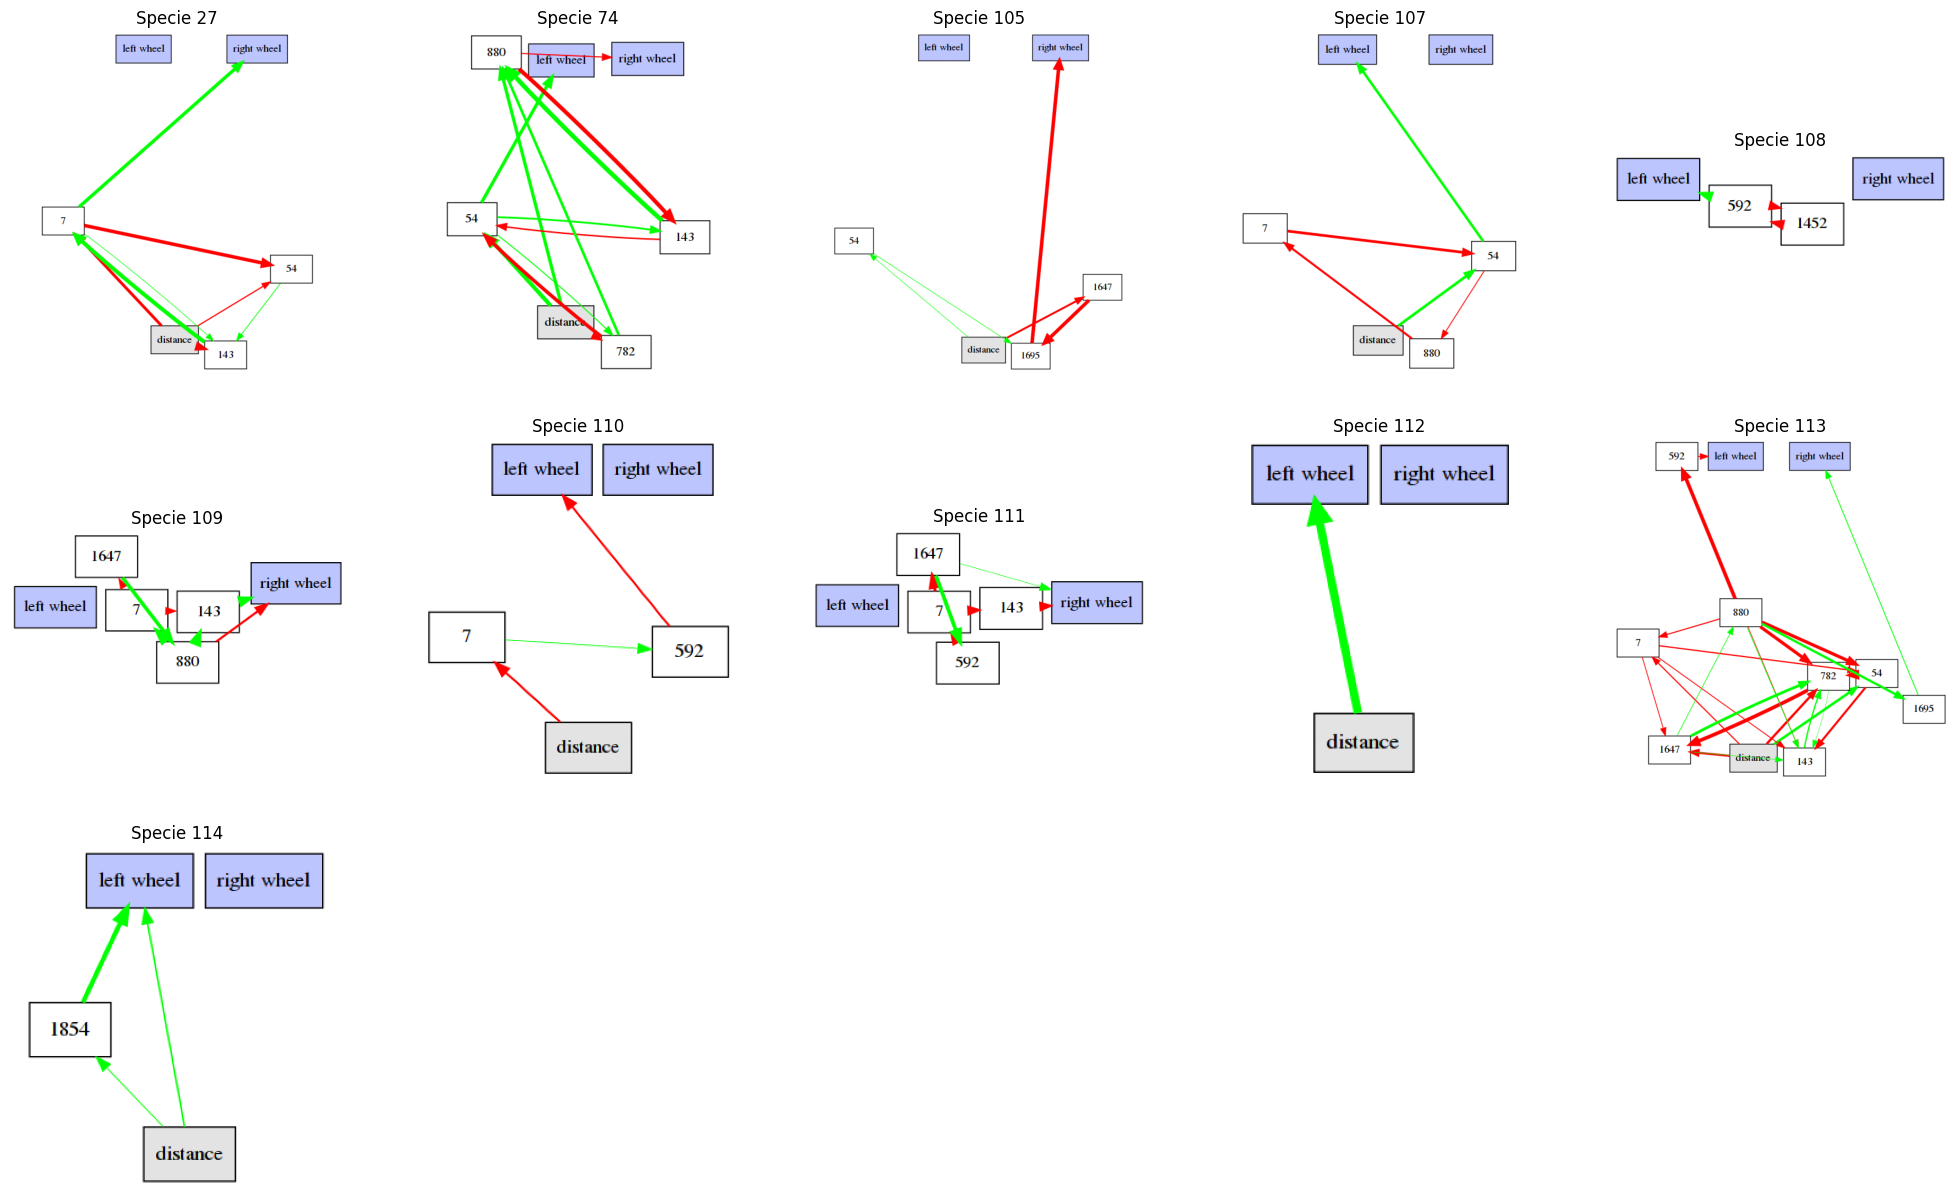 Specie 27
left wheel
right wheel
7
54
distance
143
Specie 74
880
left wheel
right wheel
54
143
distance
782
Specie 105
left wheel
right wheel
54
1647
distance
1695
Specie 107
left wheel
right wheel
7
54
distance
880
Specie 108
left wheel
right wheel
592
1452
Specie 109
1647
left wheel
7
143
right wheel
880
Specie 110
left wheel
right wheel
7
592
distance
Specie 111
1647
left wheel
7
143
right wheel
592
Specie 112
left wheel
right wheel
distance
Specie 113
592
left wheel
right wheel
880
7
782
54
1695
1647
distance
143
Specie 114
left wheel
right wheel
1854
distance